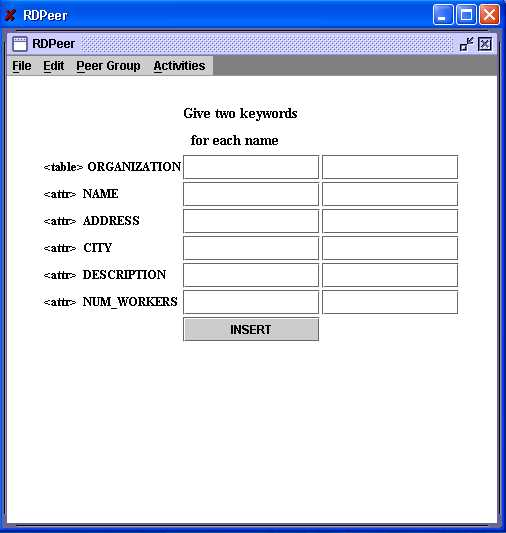 RDPeer
RDPeer
File Edit Peer Group Activities
Give two keywords
for each name
<table> ORGANIZATION
<attr> NAME
<attr> ADDRESS
<attr> CITY
<attr> DESCRIPTION
<attr> NUM_WORKERS
INSERT